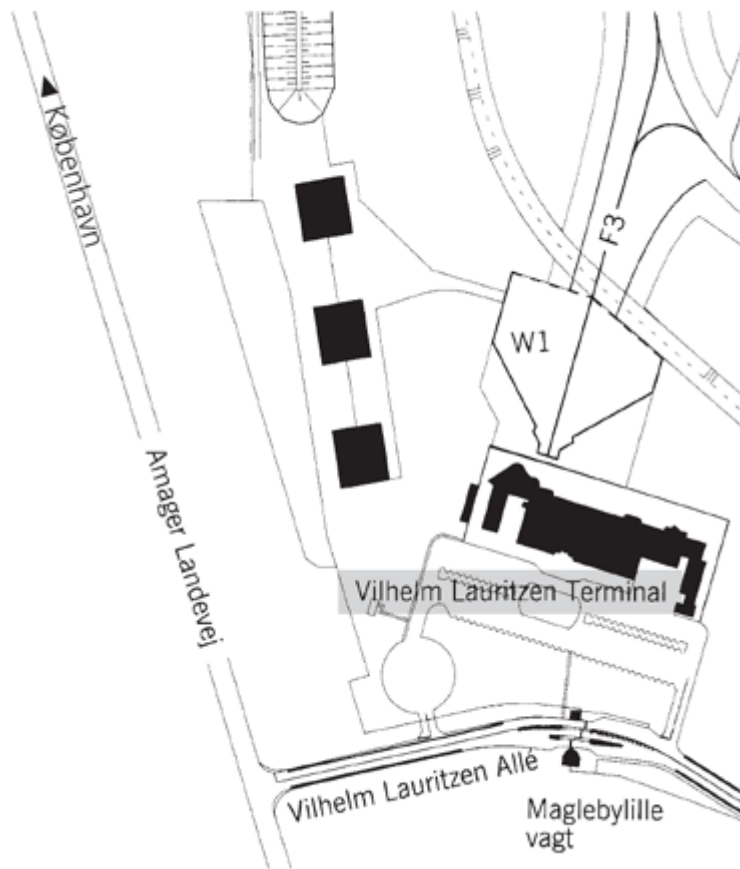 København
F3
W1
Amager Landevej
Vilhelm Lauritzen Terminal
Vilhelm Lauritzen Allé
Maglebylille
vagt